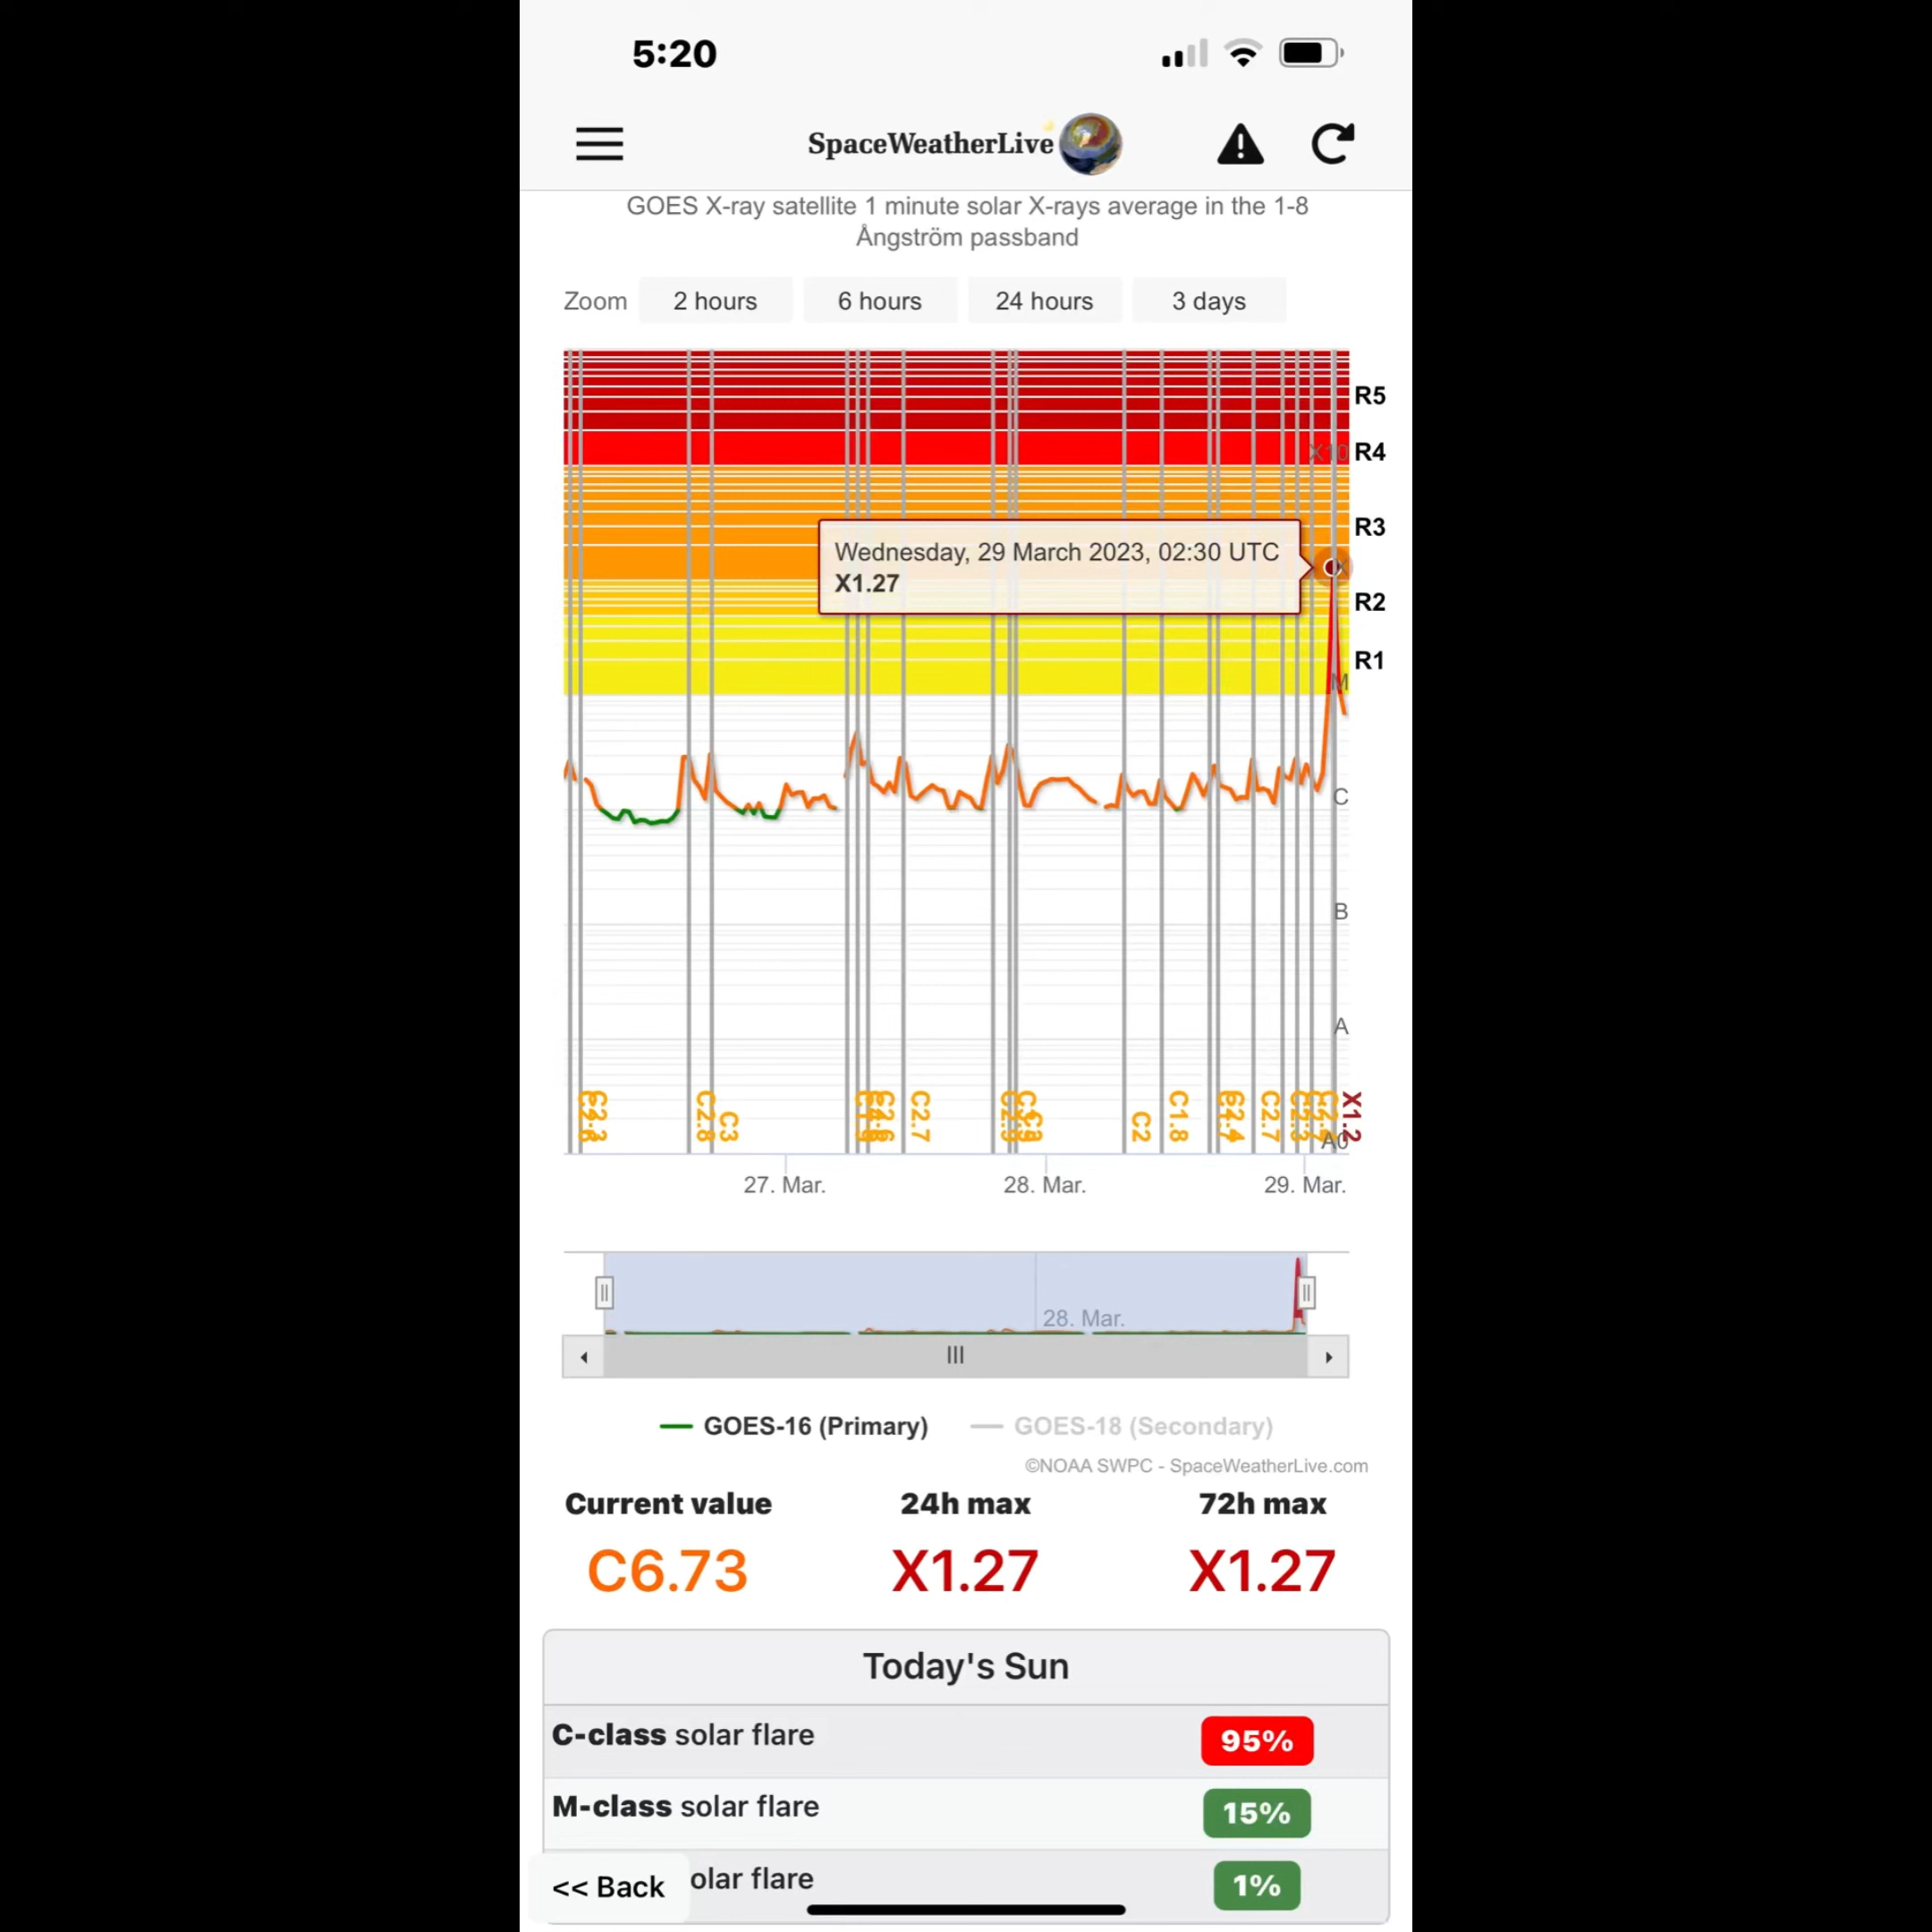 5:20
SpaceWeatherLive
GOES X-ray satellite 1 minute solar X-rays average in the 1-8
Ångström passband
Zoom 2 hours 6 hours 24 hours 3 days
R5
X10 R4
R3
Wednesday, 29 March 2023, 02:30 UTC
X1.27
X
R2
R1
M
C
B
A
C2.8 C3 C2.7 C2 C1.8 C2.4 C2.7 X1.2
A0
27. Mar. 28. Mar. 29. Mar.
28. Mar.
GOES-16 (Primary) GOES-18 (Secondary)
©NOAA SWPC - SpaceWeatherLive.com
Current value 24h max 72h max
C6.73 X1.27 X1.27
Today's Sun
C-class solar flare 95%
M-class solar flare 15%
<< Back olar flare 1%